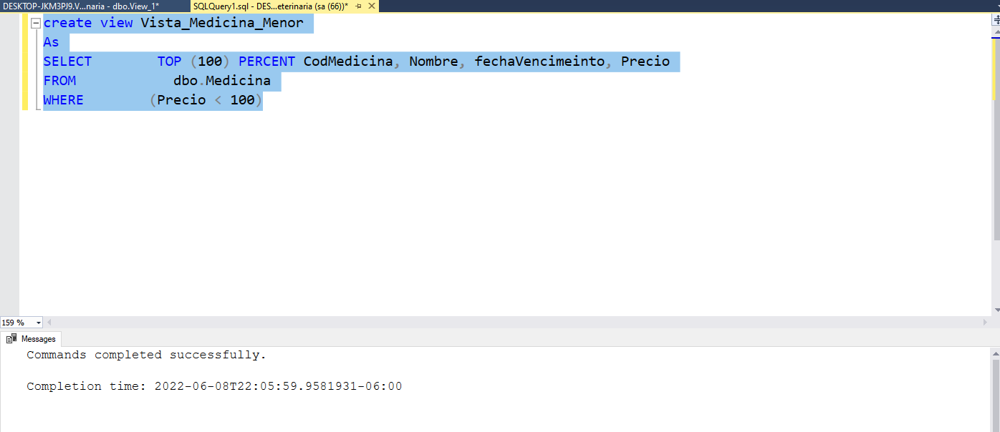 DESKTOP-JKM3PJ9.V...naria - dbo.View_1*
SQLQuery1.sql - DES...eterinaria (sa (66))*
create view Vista_Medicina_Menor
As
SELECT TOP (100) PERCENT CodMedicina, Nombre, fechaVencimeinto, Precio
FROM dbo.Medicina
WHERE (Precio < 100)
159 %
Messages
Commands completed successfully.
Completion time: 2022-06-08T22:05:59.9581931-06:00